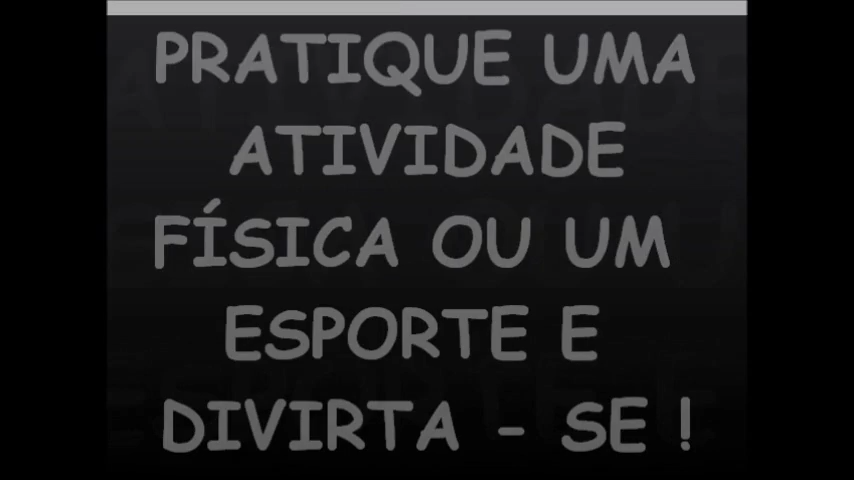 PRATIQUE UMA
ATIVIDADE
FÍSICA OU UM
ESPORTE E
DIVIRTA - SE !